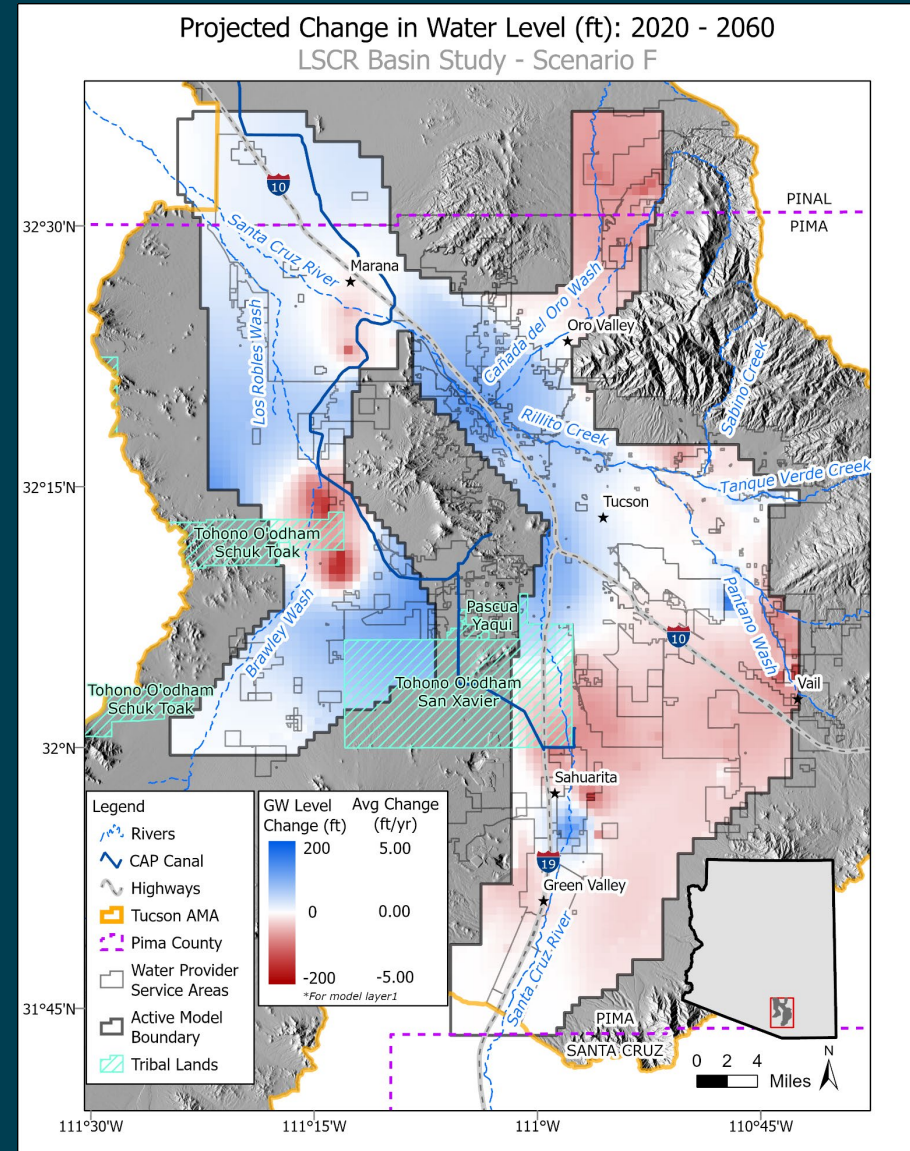 Projected Change in Water Level (ft): 2020 - 2060
LSCR Basin Study - Scenario F
32°30'N
32°15'N
32°N
31°45'N
111°30'W
111°15'W
111°W
110°45'W
PINAL
PIMA
10
Santa Cruz River
Marana
Los Robles Wash
Cañada del Oro Wash
Oro Valley
Sabino Creek
Rillito Creek
Tanque Verde Creek
Tucson
Tohono O'odham
Schuk Toak
Brawley Wash
Pascua
Yaqui
Pantano Wash
10
Vail
Tohono O'odham
Schuk Toak
Tohono O'odham
San Xavier
Sahuarita
19
Green Valley
Santa Cruz River
PIMA
SANTA CRUZ
Legend
Rivers
CAP Canal
Highways
Tucson AMA
Pima County
Water Provider
Service Areas
Active Model
Boundary
Tribal Lands
GW Level
Change (ft)
Avg Change
(ft/yr)
200 5.00
0 0.00
-200 -5.00
*For model layer1
0 2 4
Miles
N